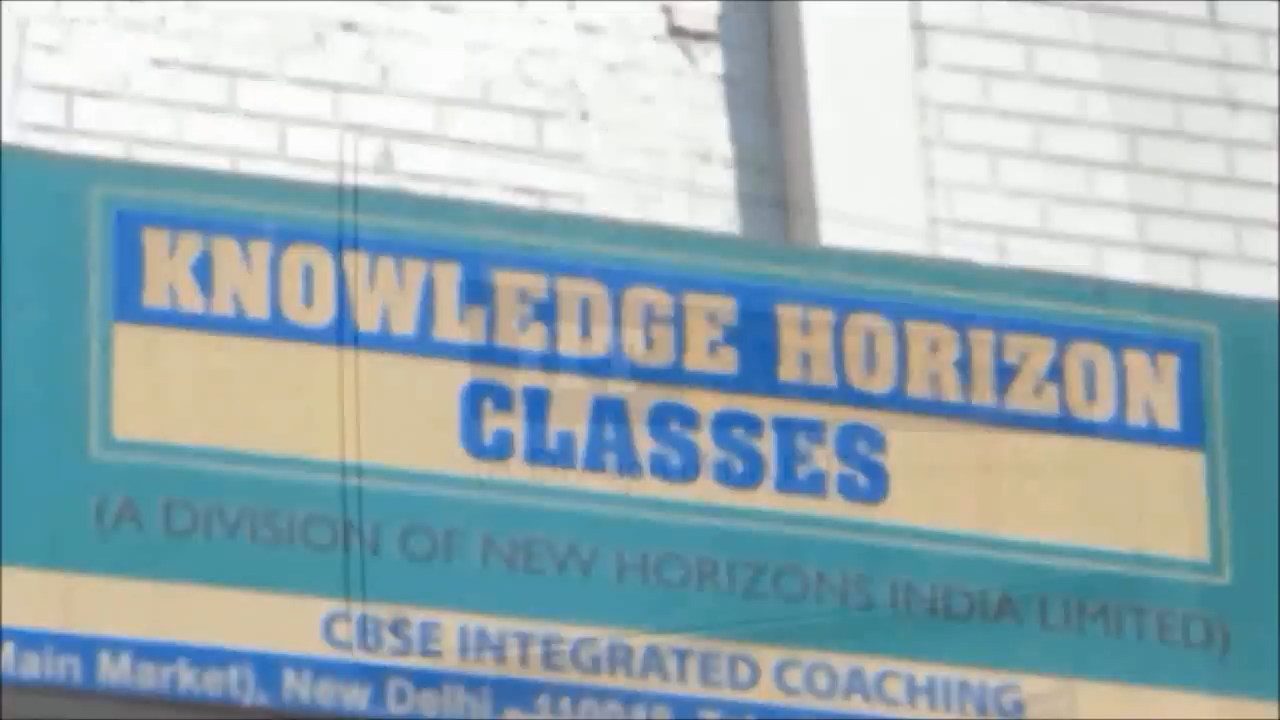 KNOWLEDGE HORIZON
CLASSES
(A DIVISION OF NEW HORIZONS INDIA LIMITED)
CBSE INTEGRATED COACHING
Main Market), New Delhi -